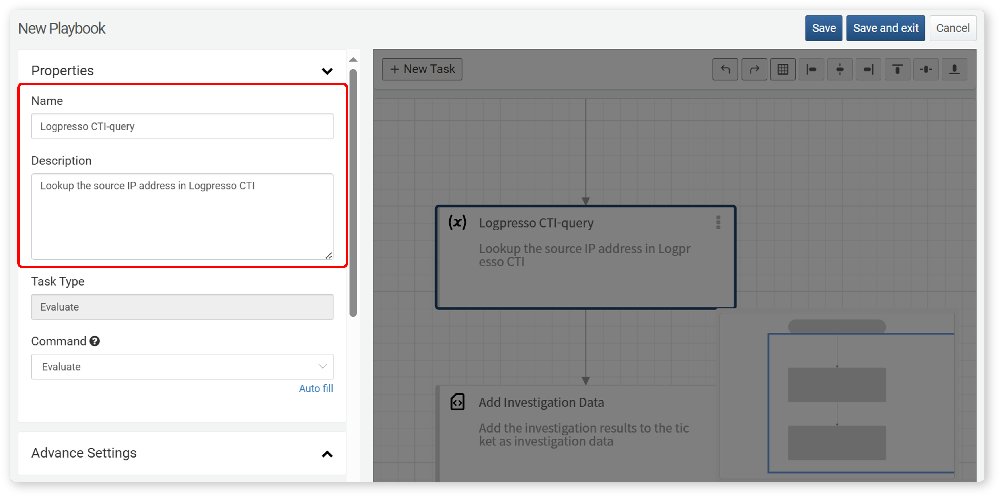 New Playbook
Save
Save and exit
Cancel
Properties
Name
Logpresso CTI-query
Description
Lookup the source IP address in Logpresso CTI
Task Type
Evaluate
Command
Evaluate
Auto fill
Advance Settings
+ New Task
(x) Logpresso CTI-query
Lookup the source IP address in Logpr
esso CTI
Add Investigation Data
Add the investigation results to the tic
ket as investigation data